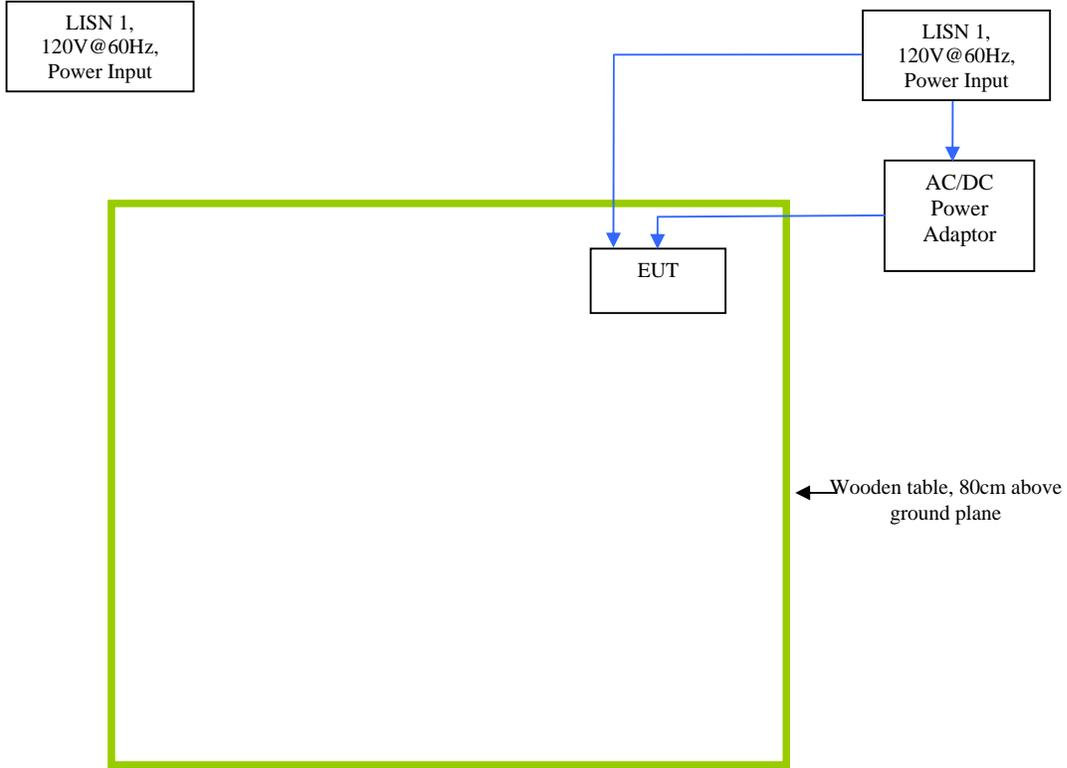 LISN 1,
120V@60Hz,
Power Input
LISN 1,
120V@60Hz,
Power Input
AC/DC
Power
Adaptor
EUT
Wooden table, 80cm above
ground plane